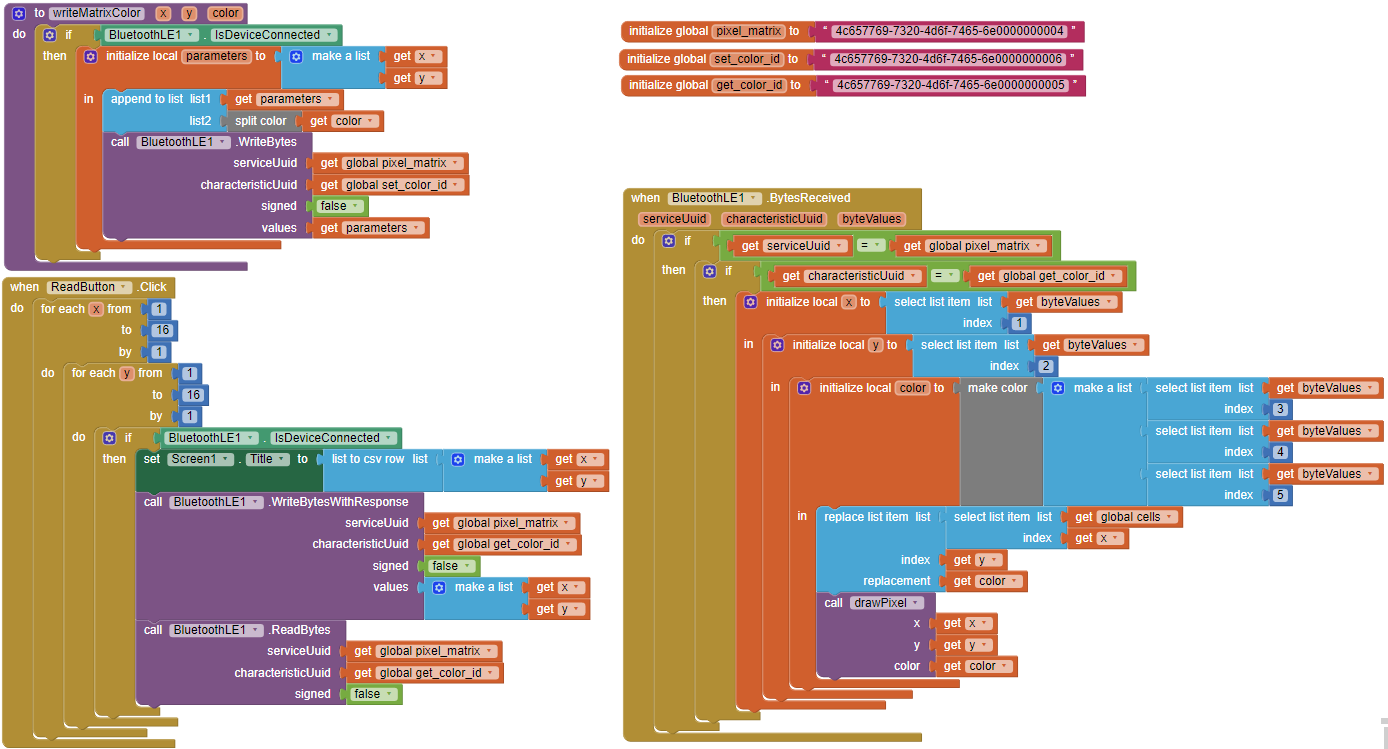 to writeMatrixColor x y color
do if BluetoothLE1 . IsDeviceConnected
then initialize local parameters to make a list get x
get y
in append to list list1 get parameters
list2 split color get color
call BluetoothLE1 .WriteBytes
serviceUuid get global pixel_matrix
characteristicUuid get global set_color_id
signed false
values get parameters
when ReadButton .Click
do for each x from 1
to 16
by 1
do for each y from 1
to 16
by 1
do if BluetoothLE1 . IsDeviceConnected
then set Screen1 . Title to list to csv row list make a list get x
get y
call BluetoothLE1 .WriteBytesWithResponse
serviceUuid get global pixel_matrix
characteristicUuid get global get_color_id
signed false
values make a list get x
get y
call BluetoothLE1 .ReadBytes
serviceUuid get global pixel_matrix
characteristicUuid get global get_color_id
signed false
initialize global pixel_matrix to “ 4c657769-7320-4d6f-7465-6e0000000004 ”
initialize global set_color_id to “ 4c657769-7320-4d6f-7465-6e0000000006 ”
initialize global get_color_id to “ 4c657769-7320-4d6f-7465-6e0000000005 ”
when BluetoothLE1 .BytesReceived
serviceUuid characteristicUuid byteValues
do if get serviceUuid = get global pixel_matrix
then if get characteristicUuid = get global get_color_id
then initialize local x to select list item list get byteValues
index 1
in initialize local y to select list item list get byteValues
index 2
in initialize local color to make color make a list select list item list get byteValues
index 3
select list item list get byteValues
index 4
select list item list get byteValues
index 5
in replace list item list select list item list get global cells
index get x
index get y
replacement get color
call drawPixel
x get x
y get y
color get color